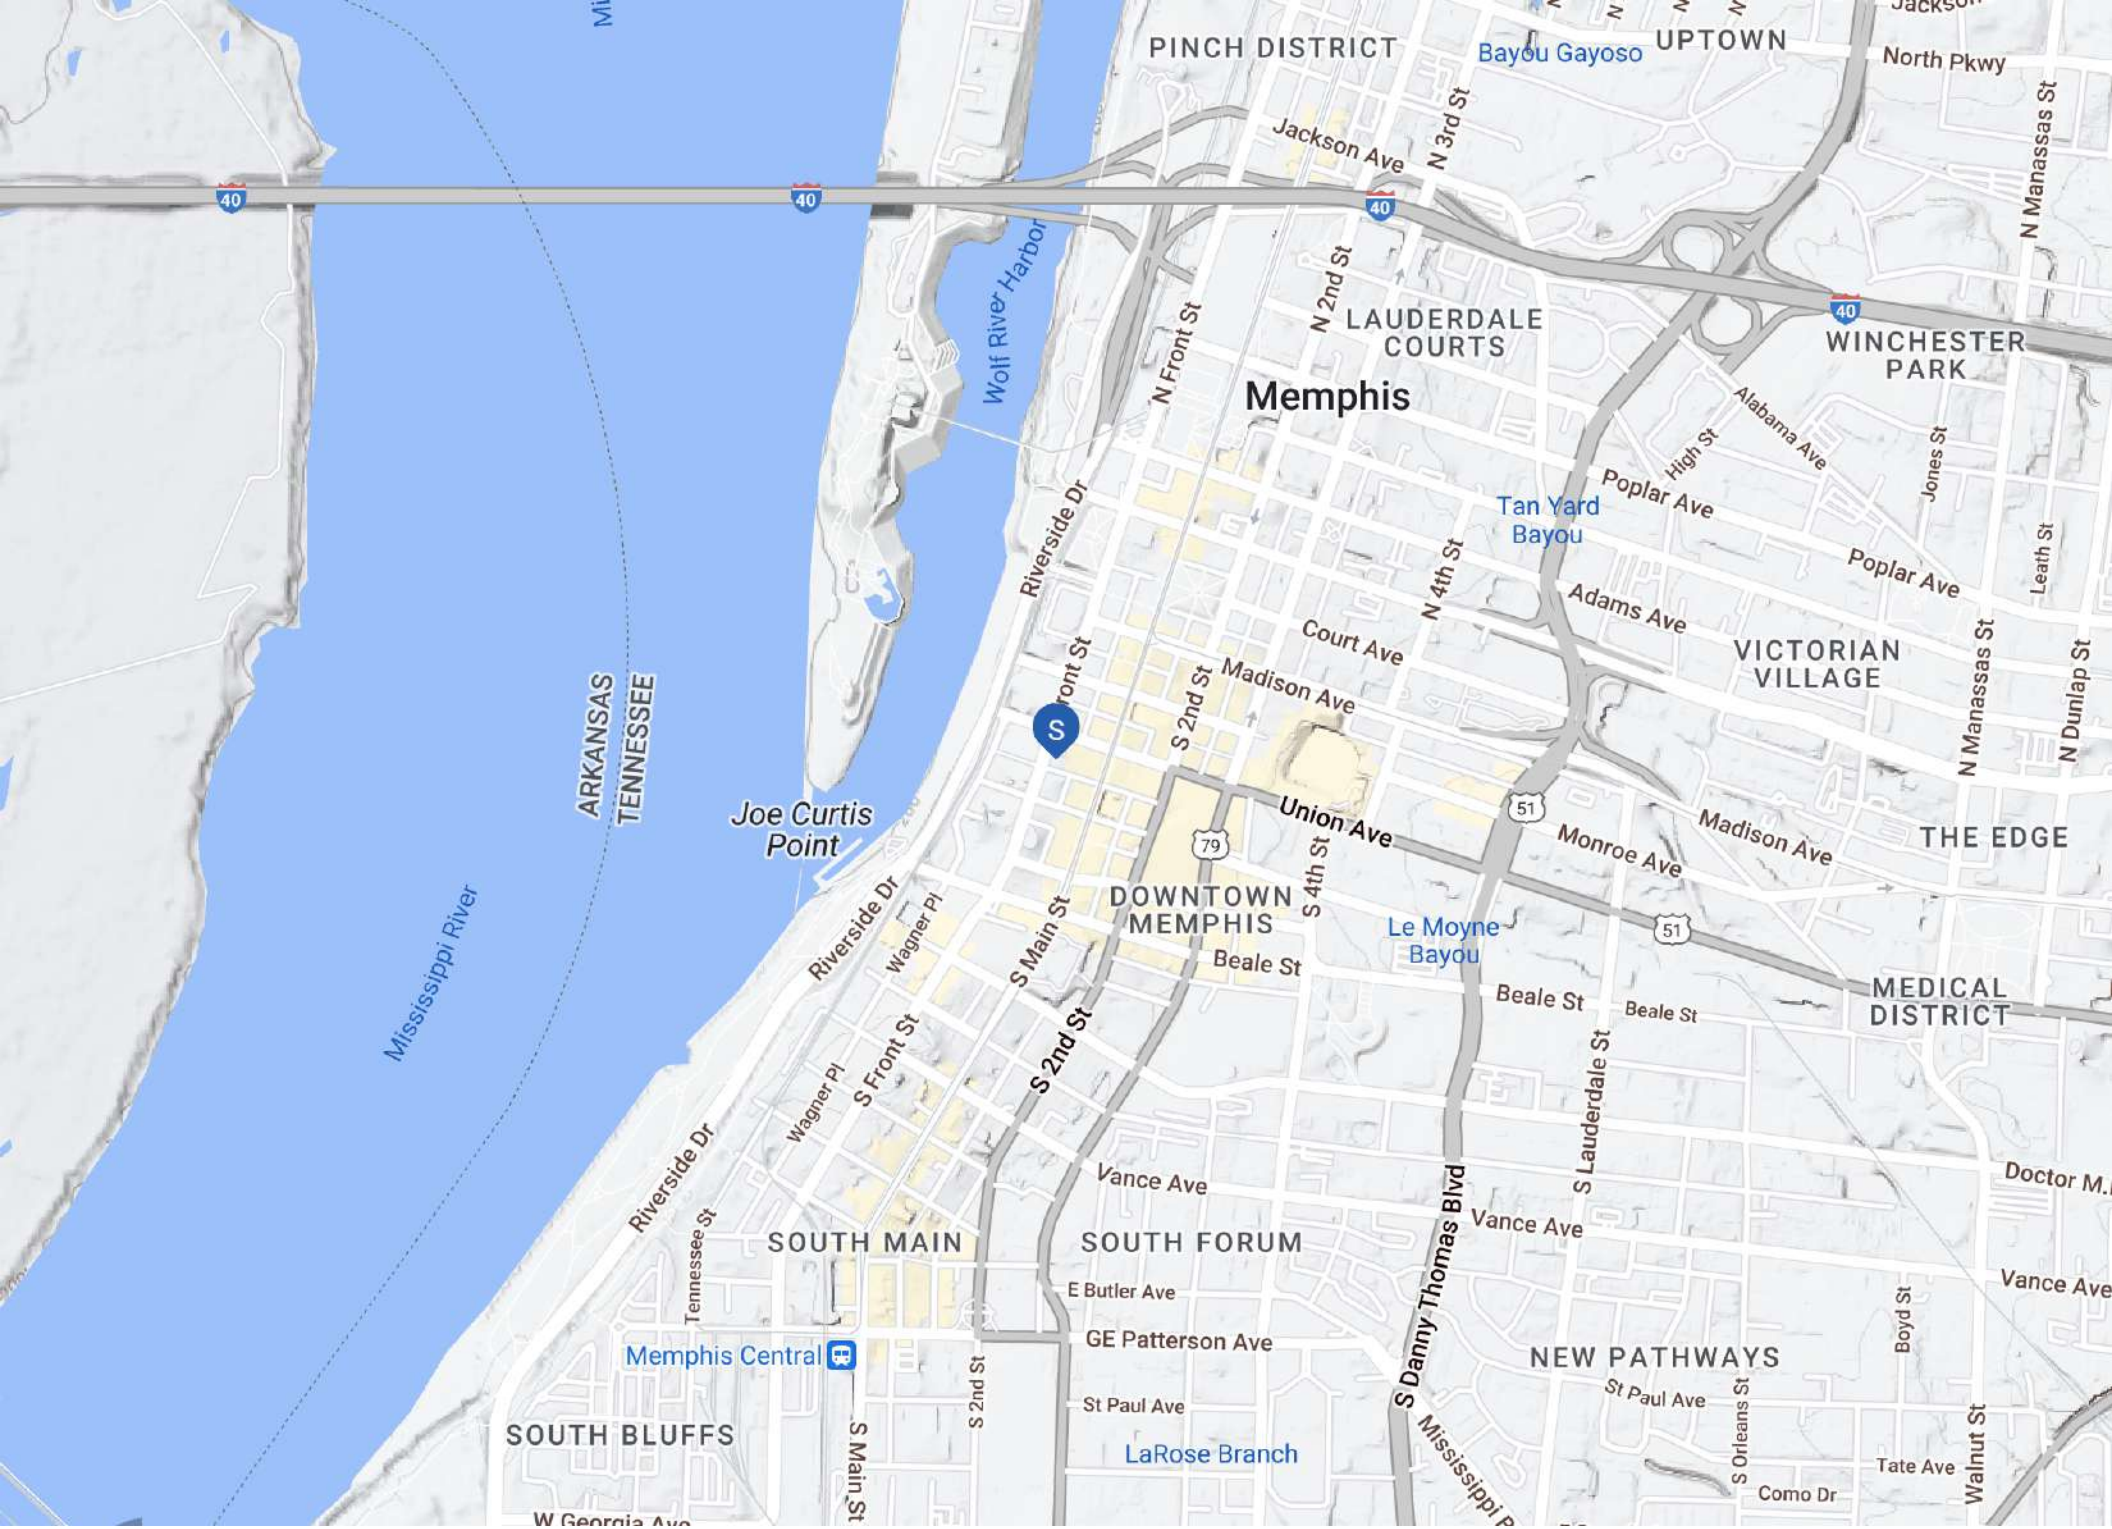 Mi
PINCH DISTRICT
Bayou Gayoso
UPTOWN
Jackson
North Pkwy
N
N
N
N
N 3rd St
Jackson Ave
N Manassas St
40
40
40
40
Wolf River Harbor
N 2nd St
N Front St
LAUDERDALE
COURTS
WINCHESTER
PARK
Memphis
Alabama Ave
High St
Jones St
Poplar Ave
Tan Yard
Bayou
Riverside Dr
N 4th St
Poplar Ave
Leath St
Adams Ave
Court Ave
VICTORIAN
VILLAGE
N Manassas St
N Dunlap St
ront St
Madison Ave
S 2nd St
S
ARKANSAS
TENNESSEE
Joe Curtis
Point
Union Ave
51
79
Monroe Ave
Madison Ave
THE EDGE
S 4th St
DOWNTOWN
MEMPHIS
Le Moyne
Bayou
51
Mississippi River
Riverside Dr
Wagner Pl
S Main St
Beale St
Beale St
Beale St
MEDICAL
DISTRICT
S 2nd St
S Front St
Wagner Pl
S Lauderdale St
Riverside Dr
Vance Ave
Doctor M.
Vance Ave
Tennessee St
SOUTH MAIN
SOUTH FORUM
E Butler Ave
Vance Ave
S Danny Thomas Blvd
GE Patterson Ave
Boyd St
Memphis Central
NEW PATHWAYS
S 2nd St
St Paul Ave
St Paul Ave
S Orleans St
Walnut St
SOUTH BLUFFS
S Main St
LaRose Branch
Mississippi
Tate Ave
Como Dr
W Georgia Ave